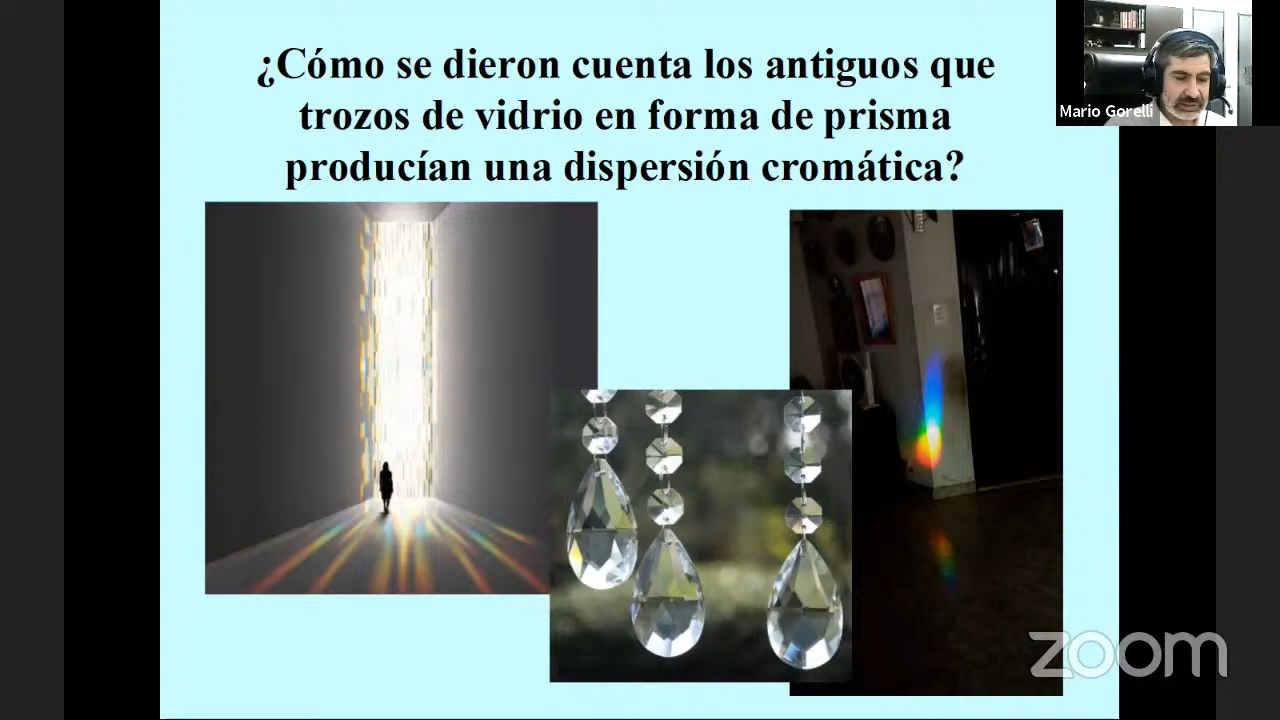 ¿Cómo se dieron cuenta los antiguos que
trozos de vidrio en forma de prisma
producían una dispersión cromática?
Mario Gorelli
zoom